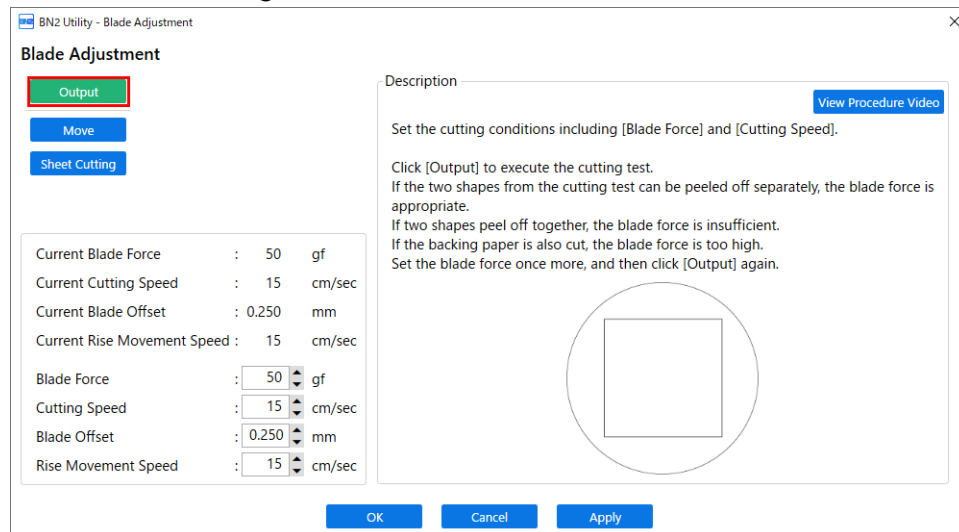 BN2 BN2 Utility - Blade Adjustment
Blade Adjustment
Output
Move
Sheet Cutting
Current Blade Force : 50 gf
Current Cutting Speed : 15 cm/sec
Current Blade Offset : 0.250 mm
Current Rise Movement Speed : 15 cm/sec
Blade Force : 50 gf
Cutting Speed : 15 cm/sec
Blade Offset : 0.250 mm
Rise Movement Speed : 15 cm/sec
Description
View Procedure Video
Set the cutting conditions including [Blade Force] and [Cutting Speed].
Click [Output] to execute the cutting test.
If the two shapes from the cutting test can be peeled off separately, the blade force is
appropriate.
If two shapes peel off together, the blade force is insufficient.
If the backing paper is also cut, the blade force is too high.
Set the blade force once more, and then click [Output] again.
OK Cancel Apply